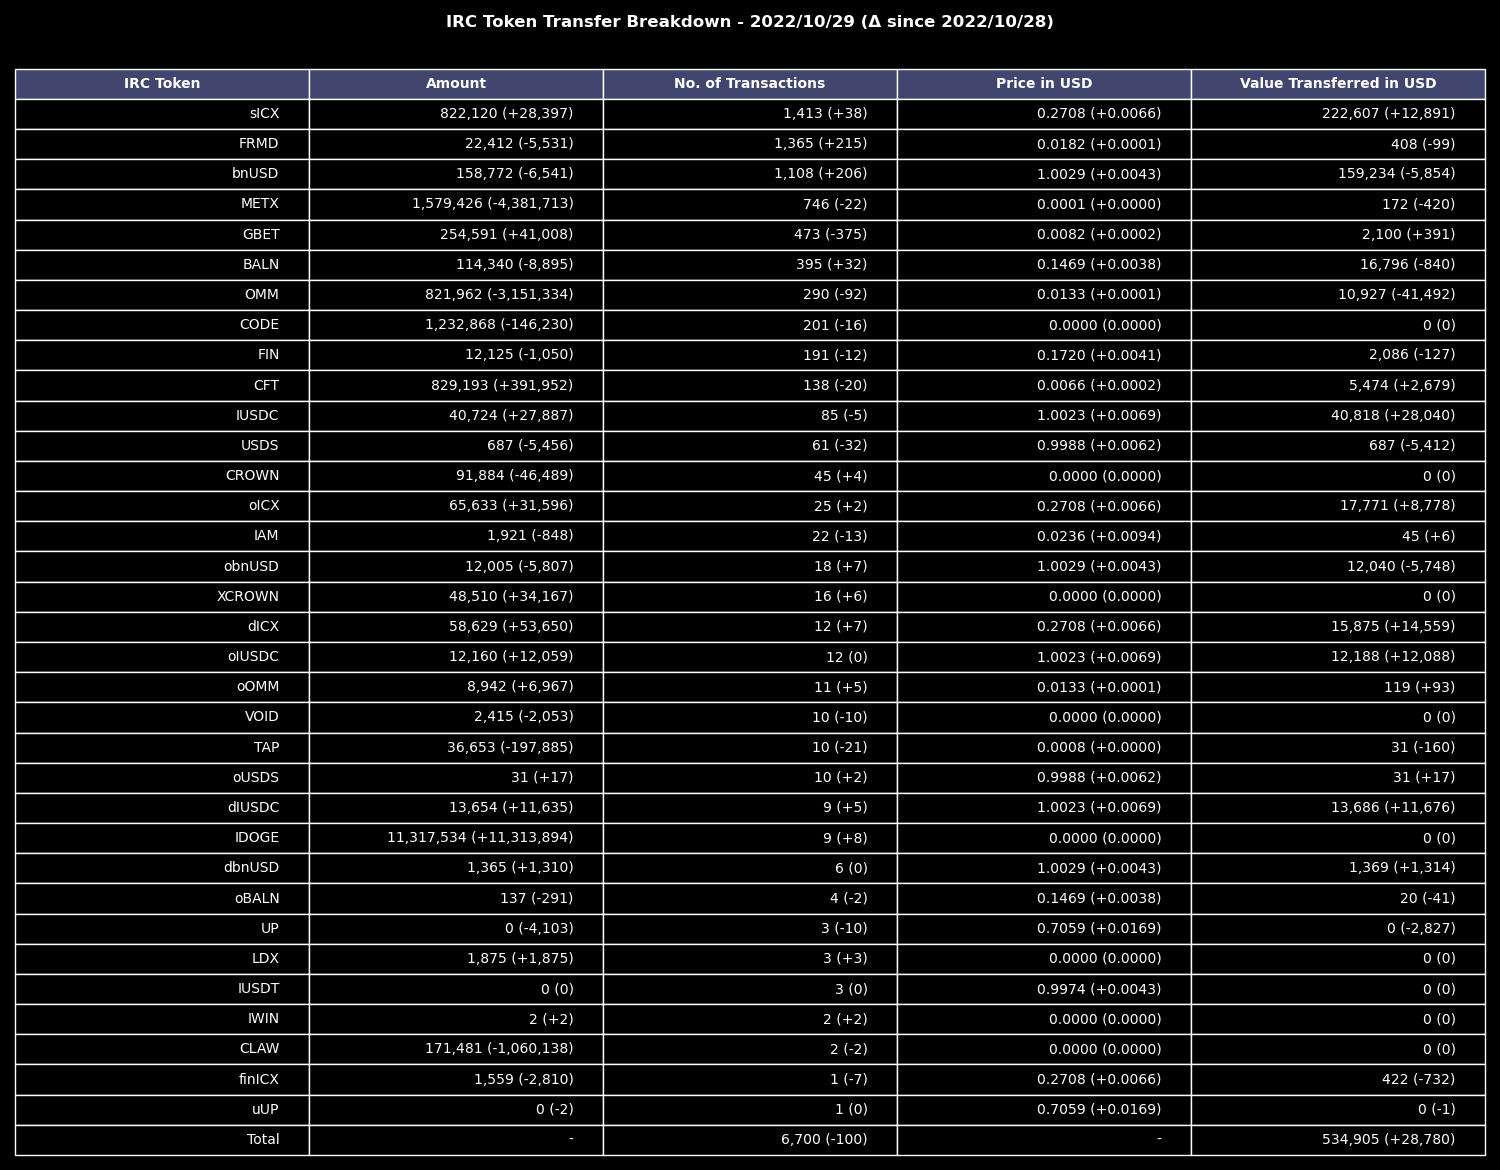 IRC Token Transfer Breakdown - 2022/10/29 (Δ since 2022/10/28)
IRC Token Amount No. of Transactions Price in USD Value Transferred in USD
sICX 822,120 (+28,397) 1,413 (+38) 0.2708 (+0.0066) 222,607 (+12,891)
FRMD 22,412 (-5,531) 1,365 (+215) 0.0182 (+0.0001) 408 (-99)
bnUSD 158,772 (-6,541) 1,108 (+206) 1.0029 (+0.0043) 159,234 (-5,854)
METX 1,579,426 (-4,381,713) 746 (-22) 0.0001 (+0.0000) 172 (-420)
GBET 254,591 (+41,008) 473 (-375) 0.0082 (+0.0002) 2,100 (+391)
BALN 114,340 (-8,895) 395 (+32) 0.1469 (+0.0038) 16,796 (-840)
OMM 821,962 (-3,151,334) 290 (-92) 0.0133 (+0.0001) 10,927 (-41,492)
CODE 1,232,868 (-146,230) 201 (-16) 0.0000 (0.0000) 0 (0)
FIN 12,125 (-1,050) 191 (-12) 0.1720 (+0.0041) 2,086 (-127)
CFT 829,193 (+391,952) 138 (-20) 0.0066 (+0.0002) 5,474 (+2,679)
IUSDC 40,724 (+27,887) 85 (-5) 1.0023 (+0.0069) 40,818 (+28,040)
USDS 687 (-5,456) 61 (-32) 0.9988 (+0.0062) 687 (-5,412)
CROWN 91,884 (-46,489) 45 (+4) 0.0000 (0.0000) 0 (0)
oICX 65,633 (+31,596) 25 (+2) 0.2708 (+0.0066) 17,771 (+8,778)
IAM 1,921 (-848) 22 (-13) 0.0236 (+0.0094) 45 (+6)
obnUSD 12,005 (-5,807) 18 (+7) 1.0029 (+0.0043) 12,040 (-5,748)
XCROWN 48,510 (+34,167) 16 (+6) 0.0000 (0.0000) 0 (0)
dICX 58,629 (+53,650) 12 (+7) 0.2708 (+0.0066) 15,875 (+14,559)
oIUSDC 12,160 (+12,059) 12 (0) 1.0023 (+0.0069) 12,188 (+12,088)
oOMM 8,942 (+6,967) 11 (+5) 0.0133 (+0.0001) 119 (+93)
VOID 2,415 (-2,053) 10 (-10) 0.0000 (0.0000) 0 (0)
TAP 36,653 (-197,885) 10 (-21) 0.0008 (+0.0000) 31 (-160)
oUSDS 31 (+17) 10 (+2) 0.9988 (+0.0062) 31 (+17)
dIUSDC 13,654 (+11,635) 9 (+5) 1.0023 (+0.0069) 13,686 (+11,676)
IDOGE 11,317,534 (+11,313,894) 9 (+8) 0.0000 (0.0000) 0 (0)
dbnUSD 1,365 (+1,310) 6 (0) 1.0029 (+0.0043) 1,369 (+1,314)
oBALN 137 (-291) 4 (-2) 0.1469 (+0.0038) 20 (-41)
UP 0 (-4,103) 3 (-10) 0.7059 (+0.0169) 0 (-2,827)
LDX 1,875 (+1,875) 3 (+3) 0.0000 (0.0000) 0 (0)
IUSDT 0 (0) 3 (0) 0.9974 (+0.0043) 0 (0)
IWIN 2 (+2) 2 (+2) 0.0000 (0.0000) 0 (0)
CLAW 171,481 (-1,060,138) 2 (-2) 0.0000 (0.0000) 0 (0)
finICX 1,559 (-2,810) 1 (-7) 0.2708 (+0.0066) 422 (-732)
uUP 0 (-2) 1 (0) 0.7059 (+0.0169) 0 (-1)
Total - 6,700 (-100) - 534,905 (+28,780)